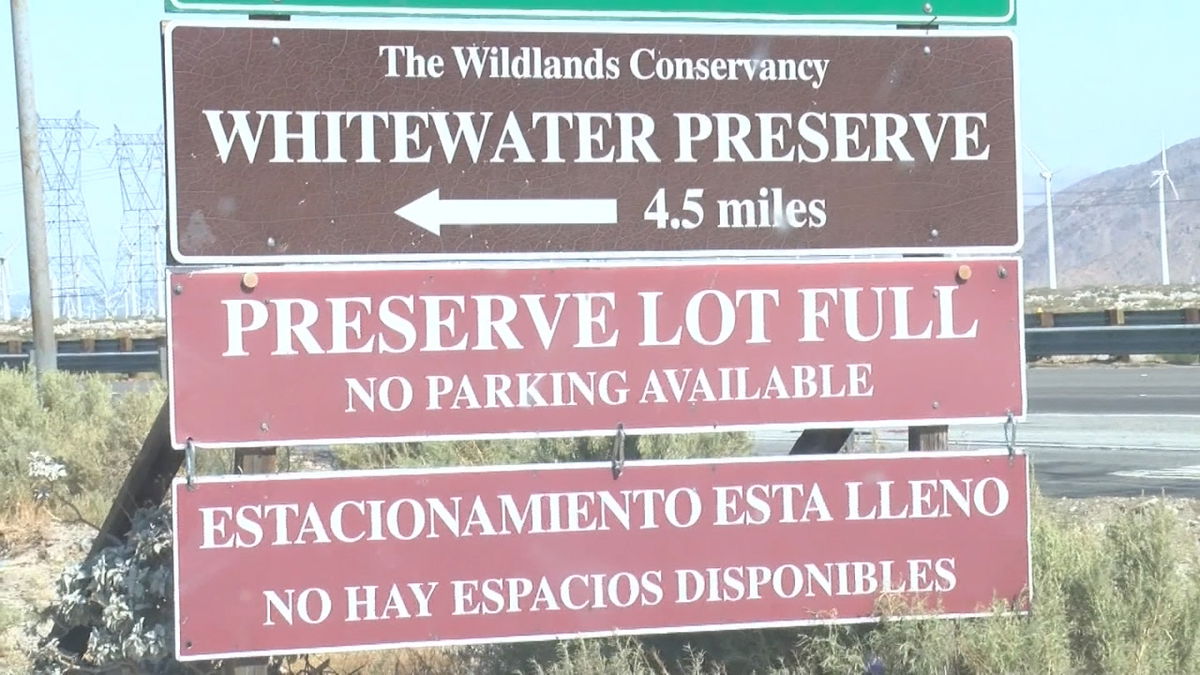 The Wildlands Conservancy
WHITEWATER PRESERVE
4.5 miles
PRESERVE LOT FULL
NO PARKING AVAILABLE
ESTACIONAMIENTO ESTA LLENO
NO HAY ESPACIOS DISPONIBLES